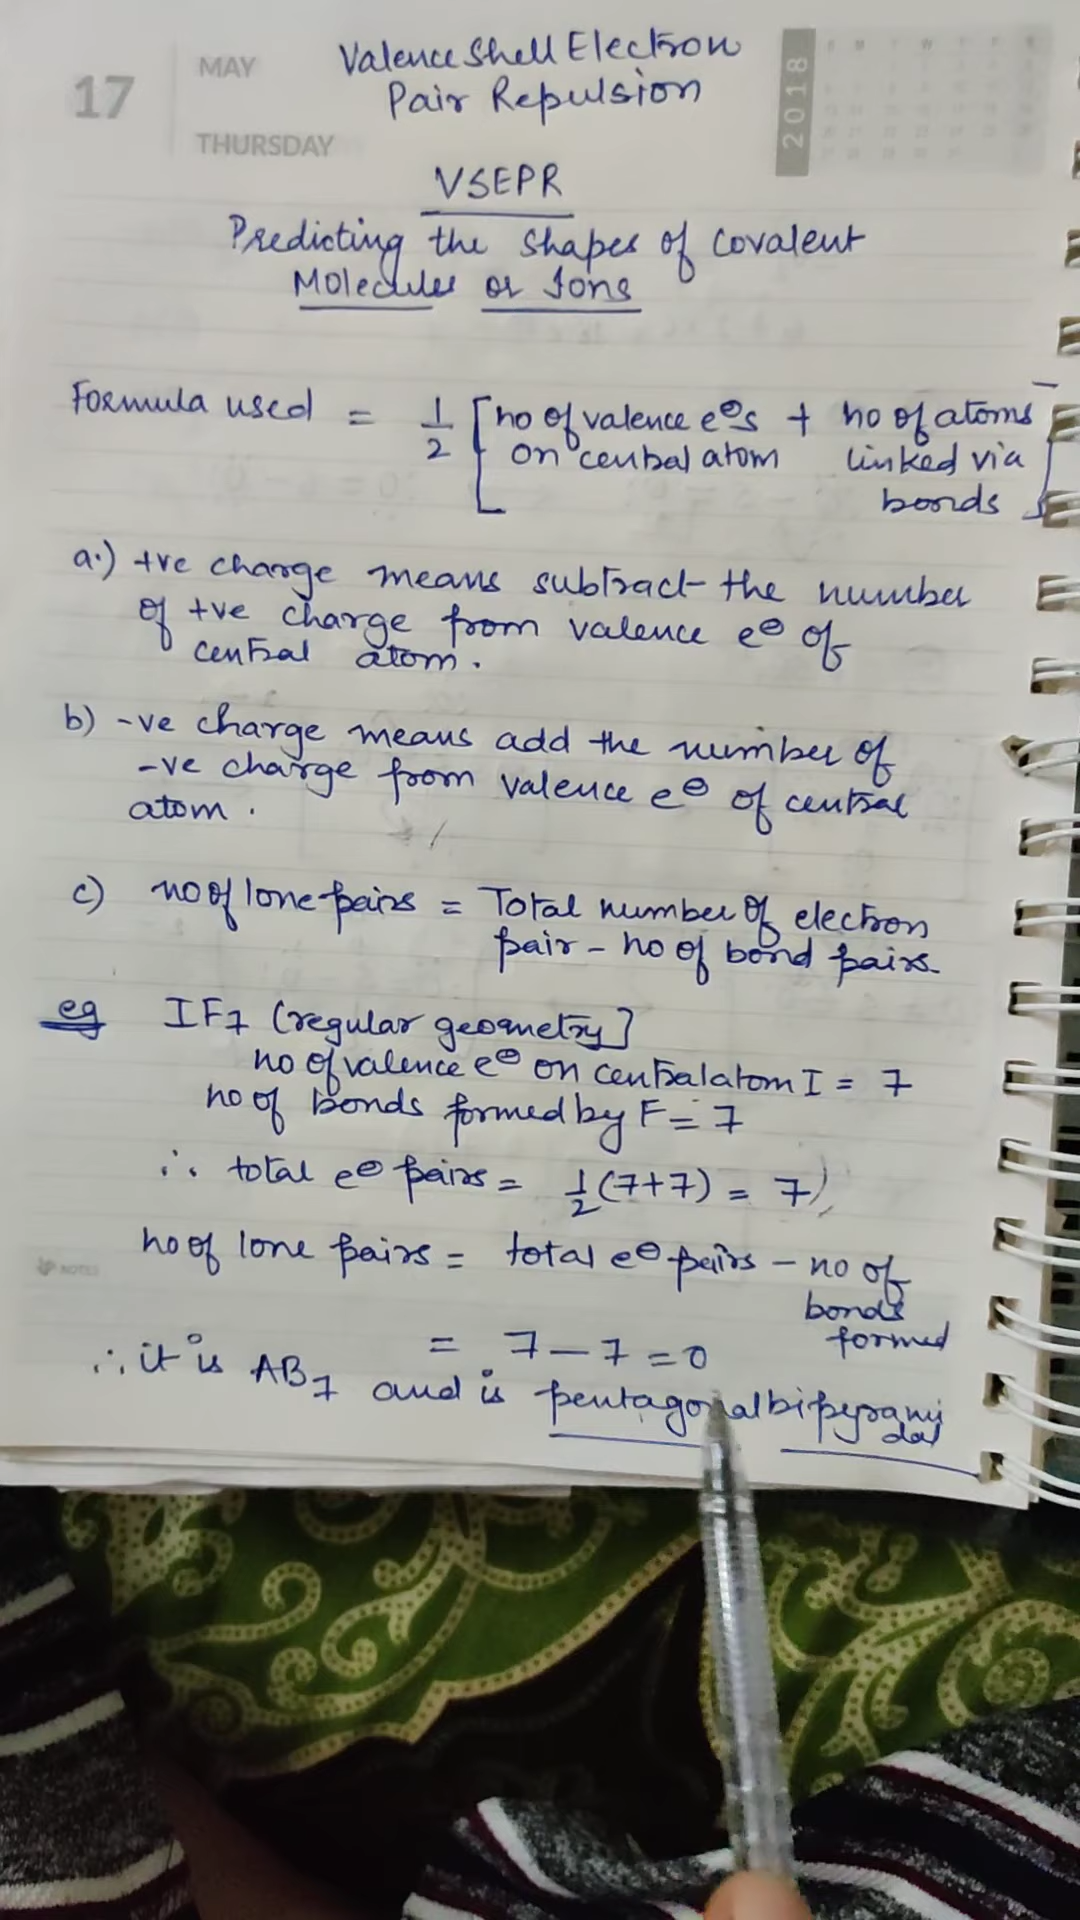 17
MAY
THURSDAY
2018
Valence Shell Electron
Pair Repulsion
VSEPR
Predicting the shapes of covalent
Molecules or Ions
Formula used = 1/2 [no of valence e⊖s + no of atoms
on central atom linked via
bonds]
a.) +ve charge means subtract the number
of +ve charge from valence e⊖ of
central atom.
b) -ve charge means add the number of
-ve charge from valence e⊖ of central
atom.
c) no of lone pairs = Total number of electron
pair - no of bond pairs.
eg IF7 (regular geometry]
no of valence e⊖ on central atom I = 7
no of bonds formed by F = 7
∴ total e⊖ pairs = 1/2 (7+7) = 7
no of lone pairs = total e⊖ pairs - no of
bonds
formed
= 7 - 7 = 0
∴ it is AB7 and is pentagonal bipyrami
dal